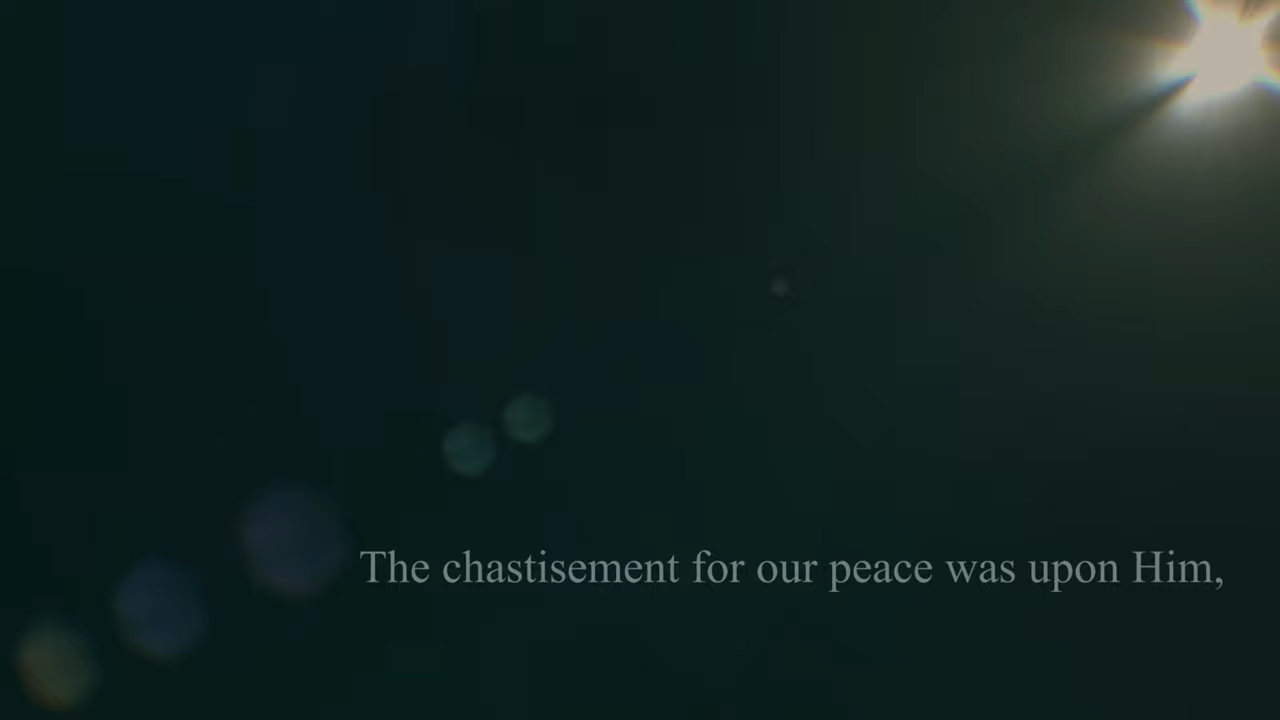 The chastisement for our peace was upon Him,